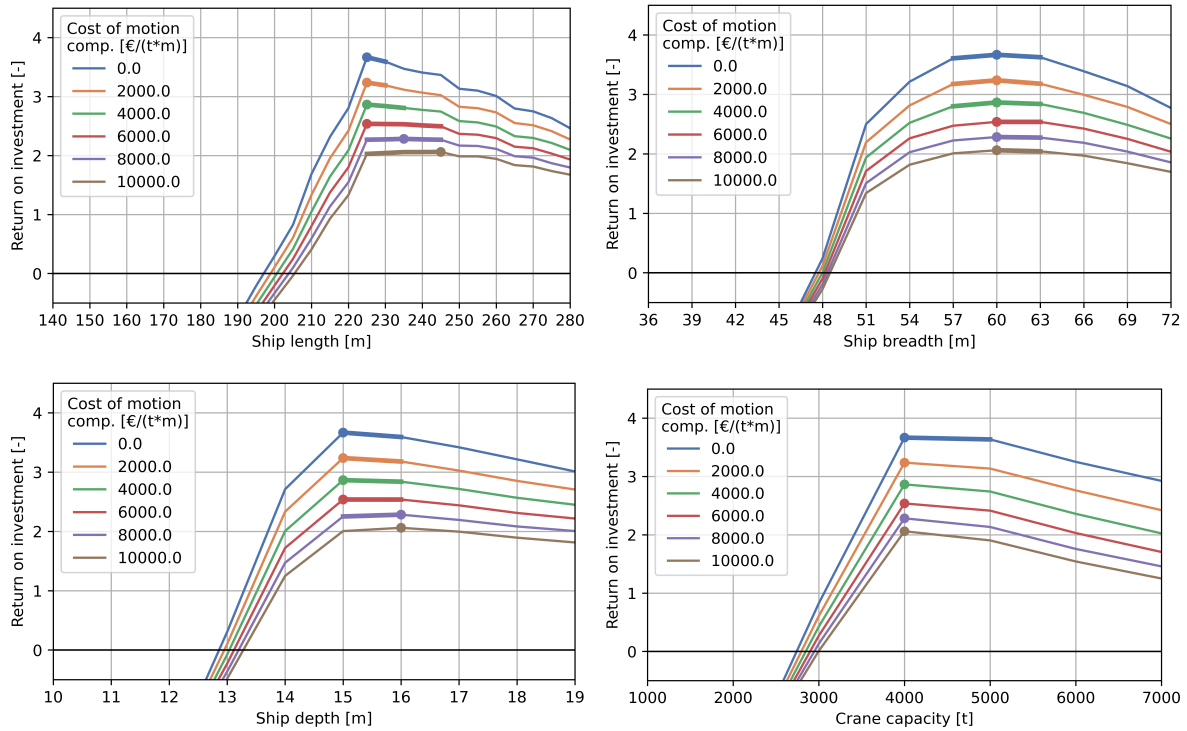 Cost of motion
comp. [€/(t*m)]
0.0
2000.0
4000.0
6000.0
8000.0
10000.0
Return on investment [-]
4
3
2
1
0
140 150 160 170 180 190 200 210 220 230 240 250 260 270 280
Ship length [m]
Cost of motion
comp. [€/(t*m)]
0.0
2000.0
4000.0
6000.0
8000.0
10000.0
Return on investment [-]
4
3
2
1
0
36 39 42 45 48 51 54 57 60 63 66 69 72
Ship breadth [m]
Cost of motion
comp. [€/(t*m)]
0.0
2000.0
4000.0
6000.0
8000.0
10000.0
Return on investment [-]
4
3
2
1
0
10 11 12 13 14 15 16 17 18 19
Ship depth [m]
Cost of motion
comp. [€/(t*m)]
0.0
2000.0
4000.0
6000.0
8000.0
10000.0
Return on investment [-]
4
3
2
1
0
1000 2000 3000 4000 5000 6000 7000
Crane capacity [t]